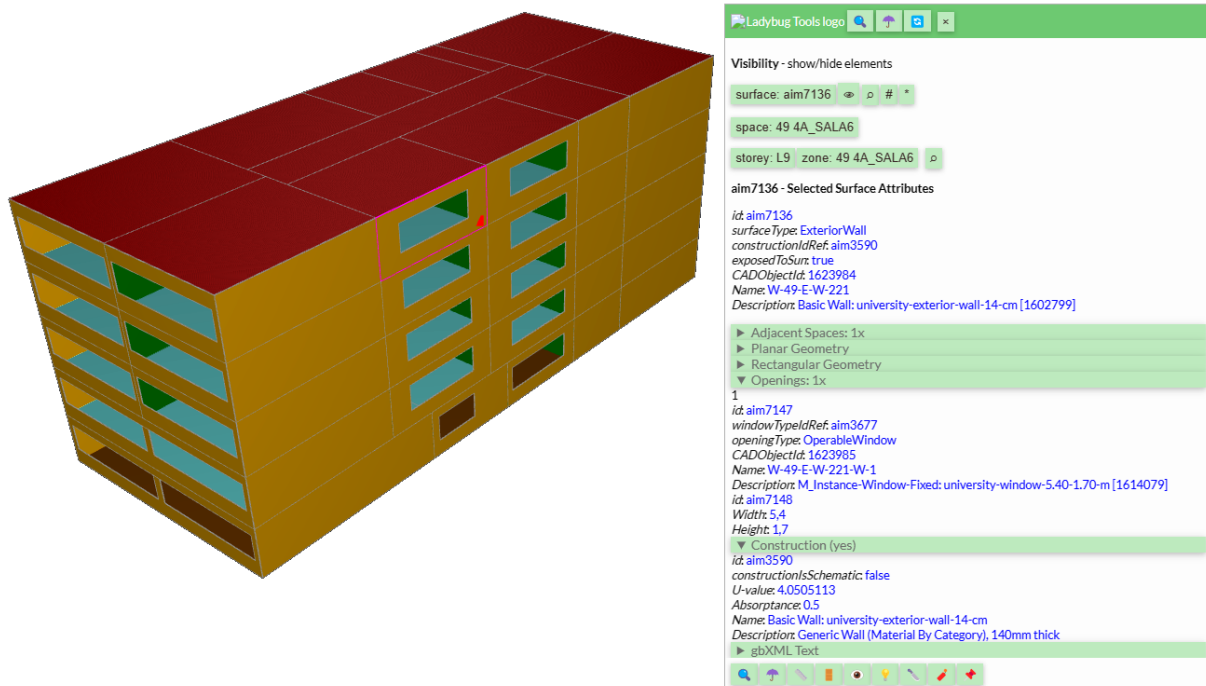 Ladybug Tools logo
×
Visibility - show/hide elements
surface: aim7136 # *
space: 49 4A_SALA6
storey: L9 zone: 49 4A_SALA6
aim7136 - Selected Surface Attributes
id: aim7136
surfaceType: ExteriorWall
constructionIdRef: aim3590
exposedToSun: true
CADObjectId: 1623984
Name: W-49-E-W-221
Description: Basic Wall: university-exterior-wall-14-cm [1602799]
▶ Adjacent Spaces: 1x
▶ Planar Geometry
▶ Rectangular Geometry
▼ Openings: 1x
1
id: aim7147
windowTypeIdRef: aim3677
openingType: OperableWindow
CADObjectId: 1623985
Name: W-49-E-W-221-W-1
Description: M_Instance-Window-Fixed: university-window-5.40-1.70-m [1614079]
id: aim7148
Width: 5,4
Height: 1,7
▼ Construction (yes)
id: aim3590
constructionIsSchematic: false
U-value: 4.0505113
Absorptance: 0.5
Name: Basic Wall: university-exterior-wall-14-cm
Description: Generic Wall (Material By Category), 140mm thick
▶ gbXML Text